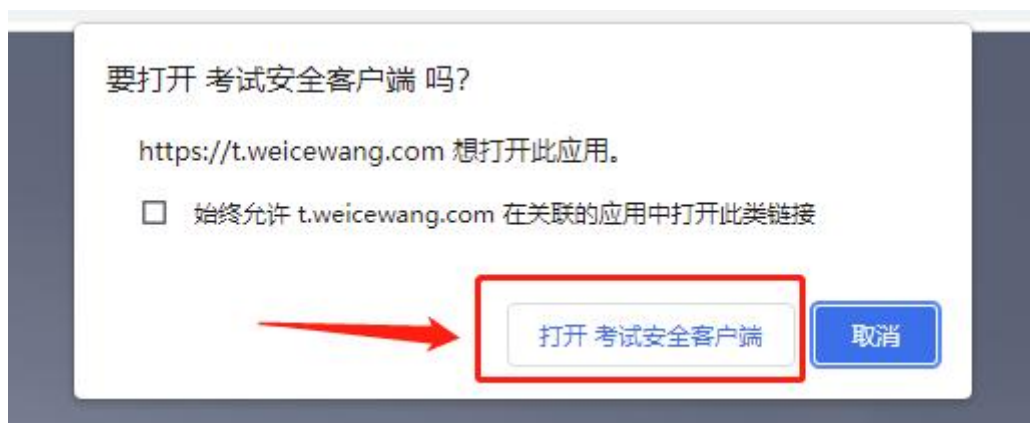 要打开 考试安全客户端 吗?
https://t.weicewang.com 想打开此应用。
始终允许 t.weicewang.com 在关联的应用中打开此类链接
打开 考试安全客户端
取消